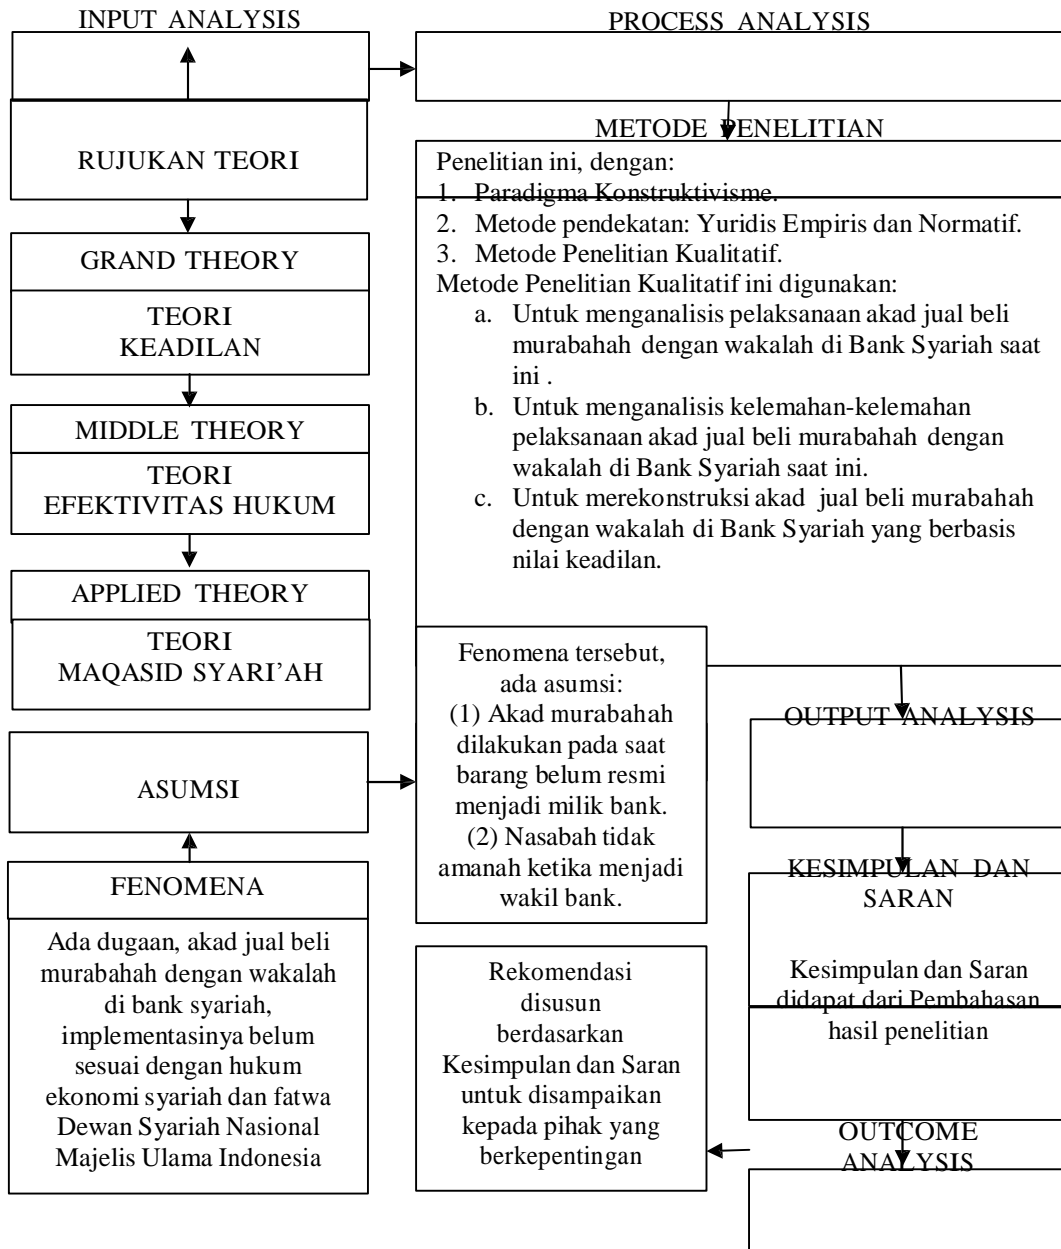 INPUT ANALYSIS
RUJUKAN TEORI
GRAND THEORY
TEORI
KEADILAN
MIDDLE THEORY
TEORI
EFEKTIVITAS HUKUM
APPLIED THEORY
TEORI
MAQASID SYARI’AH
ASUMSI
FENOMENA
Ada dugaan, akad jual beli
murabahah dengan wakalah
di bank syariah,
implementasinya belum
sesuai dengan hukum
ekonomi syariah dan fatwa
Dewan Syariah Nasional
Majelis Ulama Indonesia
PROCESS ANALYSIS
METODE PENELITIAN
Penelitian ini, dengan:
1. Paradigma Konstruktivisme.
2. Metode pendekatan: Yuridis Empiris dan Normatif.
3. Metode Penelitian Kualitatif.
Metode Penelitian Kualitatif ini digunakan:
a. Untuk menganalisis pelaksanaan akad jual beli
murabahah dengan wakalah di Bank Syariah saat
ini .
b. Untuk menganalisis kelemahan-kelemahan
pelaksanaan akad jual beli murabahah dengan
wakalah di Bank Syariah saat ini.
c. Untuk merekonstruksi akad jual beli murabahah
dengan wakalah di Bank Syariah yang berbasis
nilai keadilan.
Fenomena tersebut,
ada asumsi:
(1) Akad murabahah
dilakukan pada saat
barang belum resmi
menjadi milik bank.
(2) Nasabah tidak
amanah ketika menjadi
wakil bank.
OUTPUT ANALYSIS
KESIMPULAN DAN
SARAN
Kesimpulan dan Saran
didapat dari Pembahasan
hasil penelitian
OUTCOME
ANALYSIS
Rekomendasi
disusun
berdasarkan
Kesimpulan dan Saran
untuk disampaikan
kepada pihak yang
berkepentingan